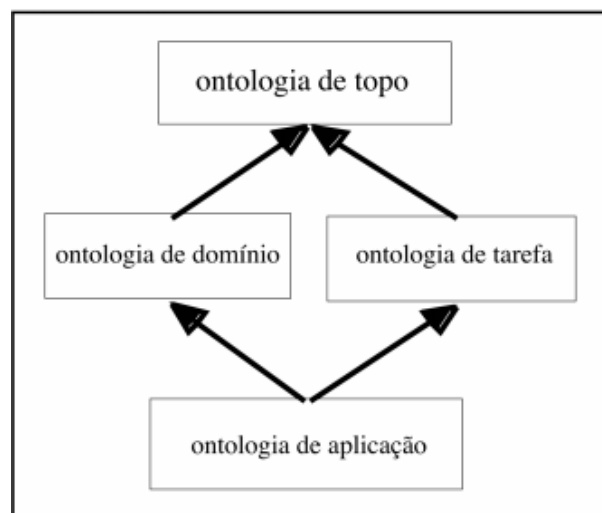 ontologia de topo
ontologia de domínio
ontologia de tarefa
ontologia de aplicação